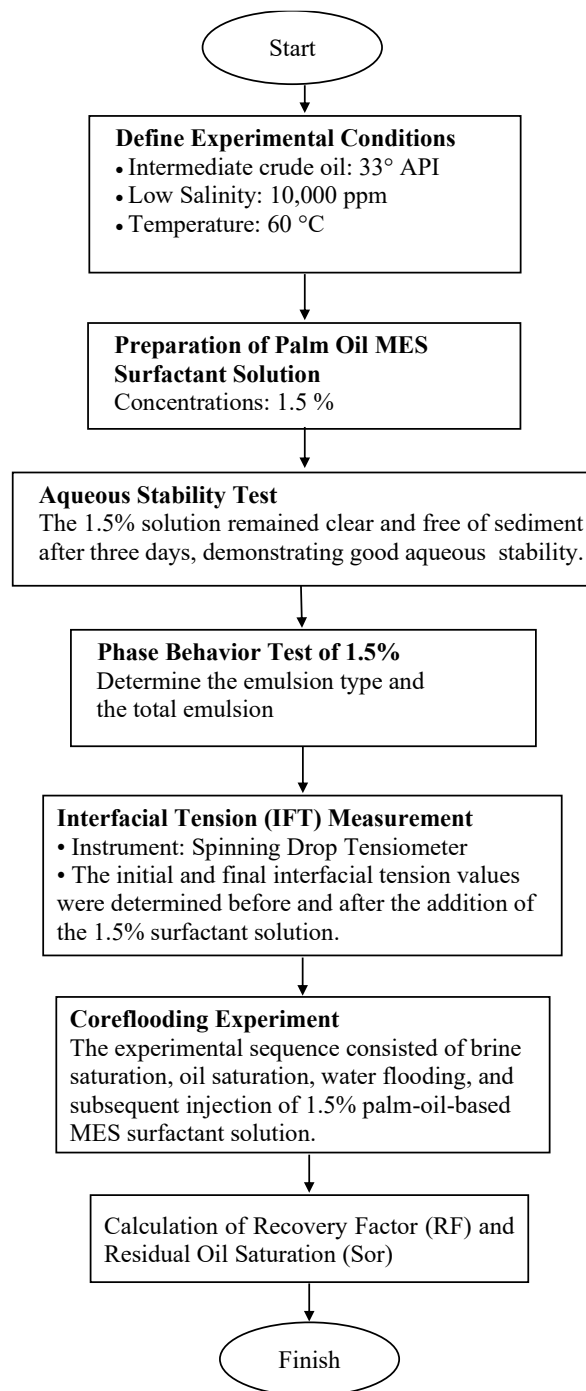 Start
Define Experimental Conditions
• Intermediate crude oil: 33° API
• Low Salinity: 10,000 ppm
• Temperature: 60 °C
Preparation of Palm Oil MES
Surfactant Solution
Concentrations: 1.5 %
Aqueous Stability Test
The 1.5% solution remained clear and free of sediment
after three days, demonstrating good aqueous stability.
Phase Behavior Test of 1.5%
Determine the emulsion type and
the total emulsion
Interfacial Tension (IFT) Measurement
• Instrument: Spinning Drop Tensiometer
• The initial and final interfacial tension values
were determined before and after the addition of
the 1.5% surfactant solution.
Coreflooding Experiment
The experimental sequence consisted of brine
saturation, oil saturation, water flooding, and
subsequent injection of 1.5% palm-oil-based
MES surfactant solution.
Calculation of Recovery Factor (RF) and
Residual Oil Saturation (Sor)
Finish